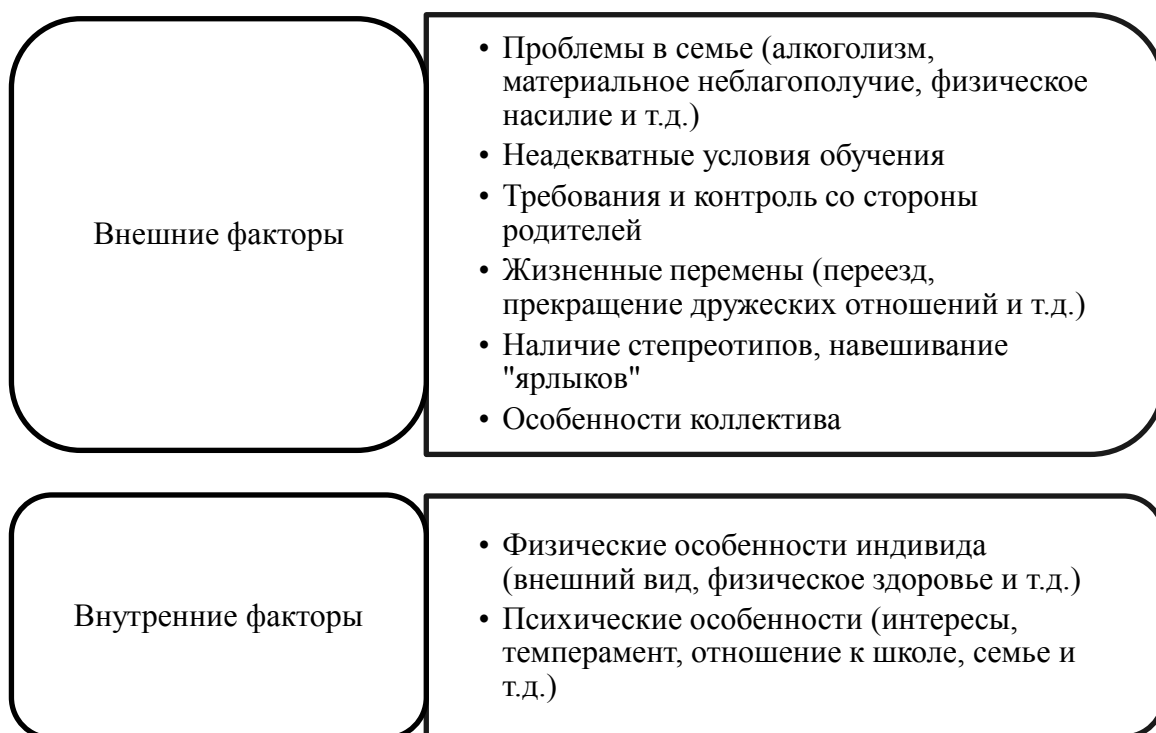 Внешние факторы
• Проблемы в семье (алкоголизм,
материальное неблагополучие, физическое
насилие и т.д.)
• Неадекватные условия обучения
• Требования и контроль со стороны
родителей
• Жизненные перемены (переезд,
прекращение дружеских отношений и т.д.)
• Наличие степреотипов, навешивание
"ярлыков"
• Особенности коллектива
Внутренние факторы
• Физические особенности индивида
(внешний вид, физическое здоровье и т.д.)
• Психические особенности (интересы,
темперамент, отношение к школе, семье и
т.д.)